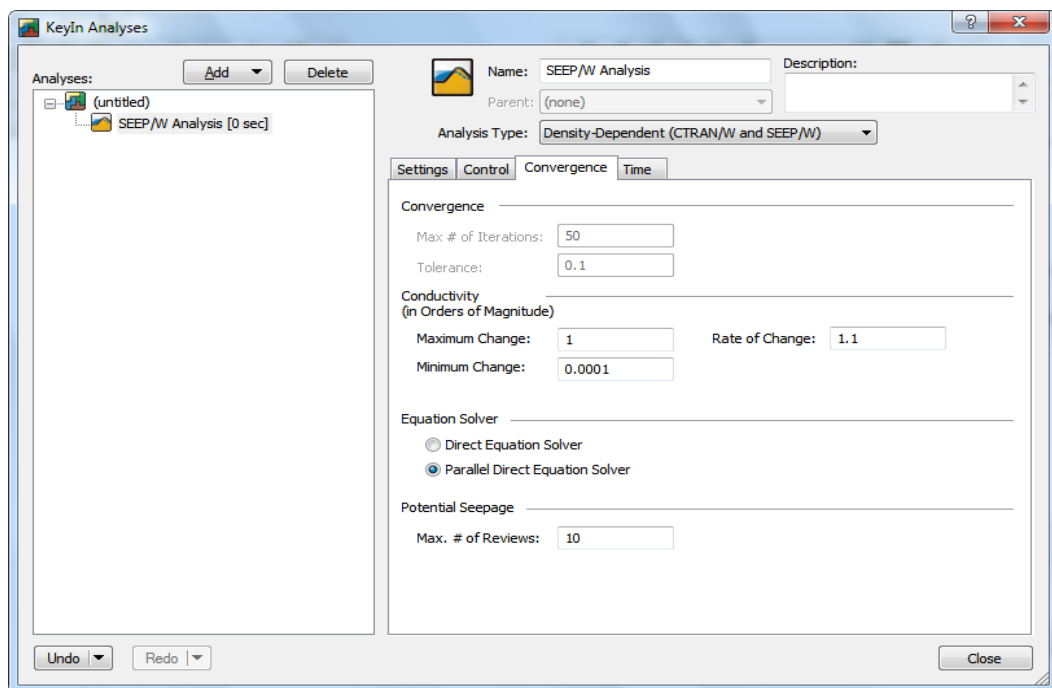 KeyIn Analyses
Analyses:
Add
Delete
(untitled)
SEEP/W Analysis [0 sec]
Name: SEEP/W Analysis
Description:
Parent: (none)
Analysis Type: Density-Dependent (CTRAN/W and SEEP/W)
Settings Control Convergence Time
Convergence
Max # of Iterations: 50
Tolerance: 0.1
Conductivity
(in Orders of Magnitude)
Maximum Change: 1 Rate of Change: 1.1
Minimum Change: 0.0001
Equation Solver
Direct Equation Solver
Parallel Direct Equation Solver
Potential Seepage
Max. # of Reviews: 10
Undo Redo Close